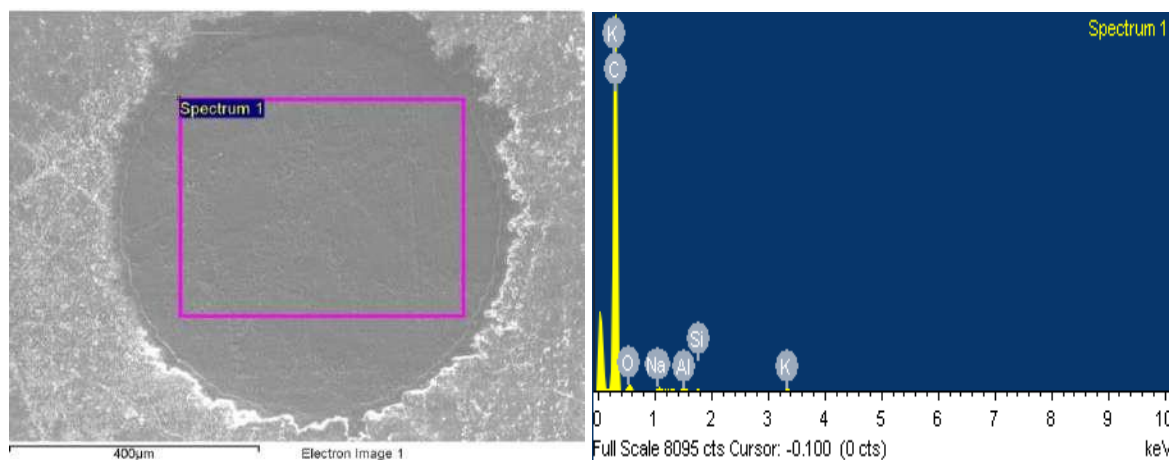 Spectrum 1
400µm
Electron Image 1
Spectrum 1
K
C
Si
O
Na
Al
K
0 1 2 3 4 5 6 7 8 9 10
Full Scale 8095 cts Cursor: -0.100 (0 cts)
keV